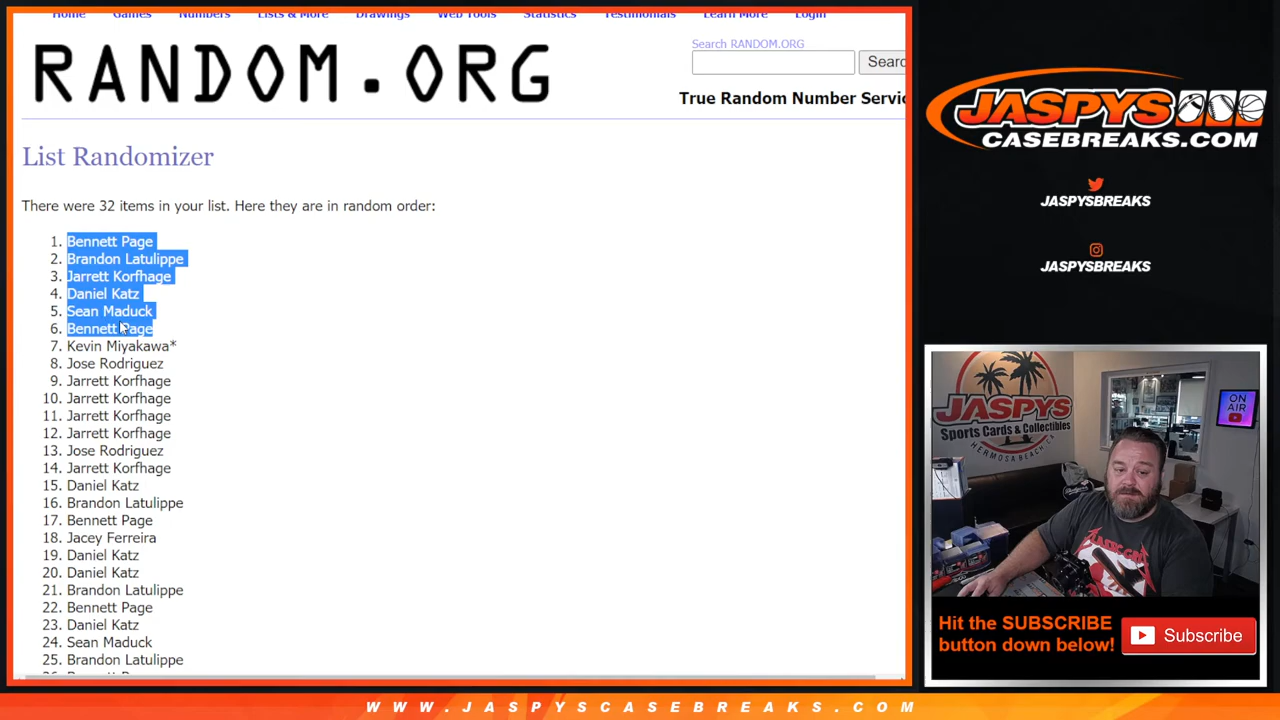 Home Games Numbers Lists & More Drawings Web Tools Statistics Testimonials Learn More Login
RANDOM.ORG
Search RANDOM.ORG
Searc
True Random Number Servic
List Randomizer
There were 32 items in your list. Here they are in random order:
1. Bennett Page
2. Brandon Latulippe
3. Jarrett Korfhage
4. Daniel Katz
5. Sean Maduck
6. Bennett Page
7. Kevin Miyakawa*
8. Jose Rodriguez
9. Jarrett Korfhage
10. Jarrett Korfhage
11. Jarrett Korfhage
12. Jarrett Korfhage
13. Jose Rodriguez
14. Jarrett Korfhage
15. Daniel Katz
16. Brandon Latulippe
17. Bennett Page
18. Jacey Ferreira
19. Daniel Katz
20. Daniel Katz
21. Brandon Latulippe
22. Bennett Page
23. Daniel Katz
24. Sean Maduck
25. Brandon Latulippe
JASPYS
CASEBREAKS.COM
JASPYSBREAKS
JASPYSBREAKS
JASPYS
Sports Cards & Collectibles
HERMOSA BEACH, CA
ON AIR
Hit the SUBSCRIBE
button down below!
Subscribe
WWW.JASPYSCASEBREAKS.COM